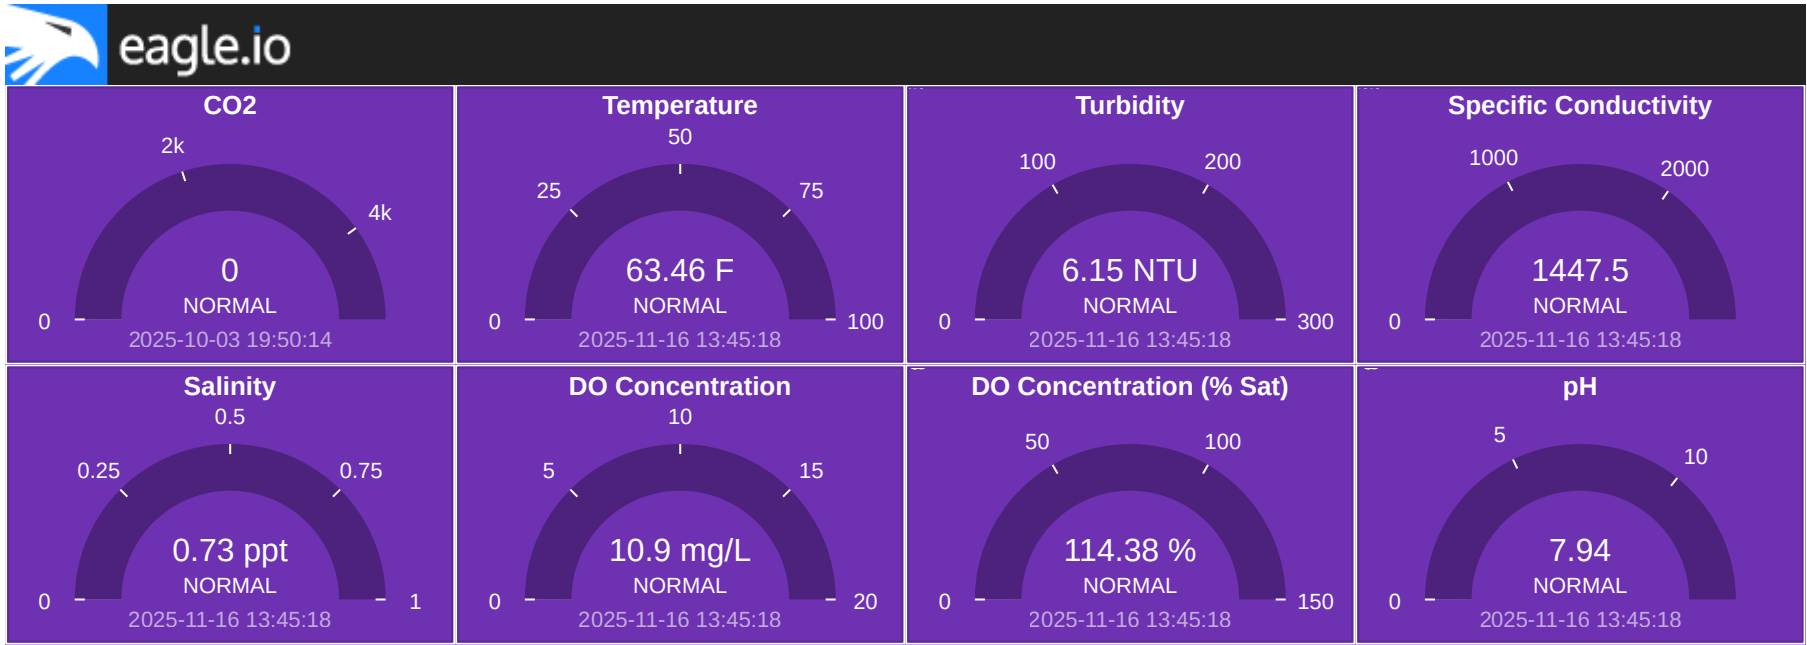 eagle.io
CO2
2k
4k
0
0
NORMAL
2025-10-03 19:50:14
Temperature
50
25
75
63.46 F
NORMAL
0
100
2025-11-16 13:45:18
Turbidity
100
200
6.15 NTU
NORMAL
0
300
2025-11-16 13:45:18
Specific Conductivity
1000
2000
1447.5
NORMAL
0
2025-11-16 13:45:18
Salinity
0.5
0.25
0.75
0.73 ppt
NORMAL
0
1
2025-11-16 13:45:18
DO Concentration
10
5
15
10.9 mg/L
NORMAL
0
20
2025-11-16 13:45:18
DO Concentration (% Sat)
50
100
114.38 %
NORMAL
0
150
2025-11-16 13:45:18
pH
5
10
7.94
NORMAL
0
2025-11-16 13:45:18